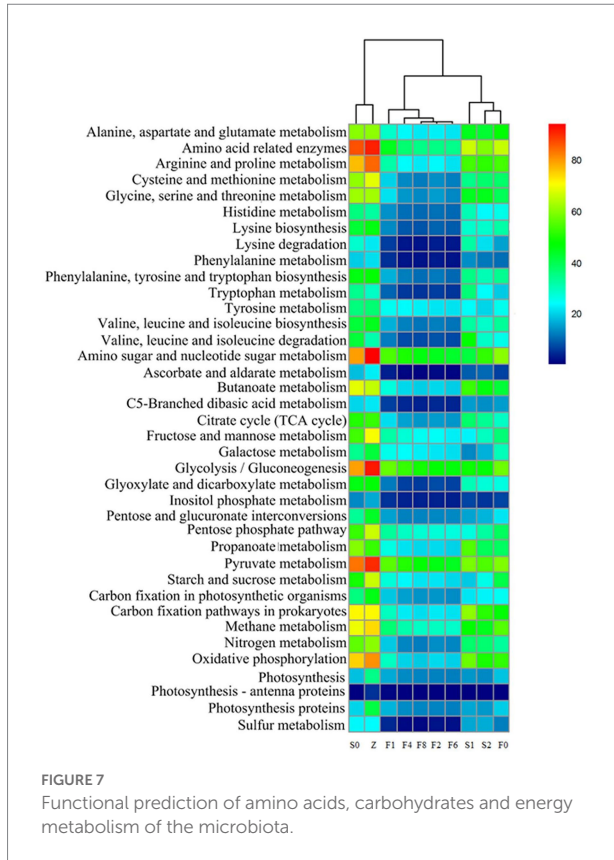 Alanine, aspartate and glutamate metabolism
Amino acid related enzymes
Arginine and proline metabolism
Cysteine and methionine metabolism
Glycine, serine and threonine metabolism
Histidine metabolism
Lysine biosynthesis
Lysine degradation
Phenylalanine metabolism
Phenylalanine, tyrosine and tryptophan biosynthesis
Tryptophan metabolism
Tyrosine metabolism
Valine, leucine and isoleucine biosynthesis
Valine, leucine and isoleucine degradation
Amino sugar and nucleotide sugar metabolism
Ascorbate and aldarate metabolism
Butanoate metabolism
C5-Branched dibasic acid metabolism
Citrate cycle (TCA cycle)
Fructose and mannose metabolism
Galactose metabolism
Glycolysis / Gluconeogenesis
Glyoxylate and dicarboxylate metabolism
Inositol phosphate metabolism
Pentose and glucuronate interconversions
Pentose phosphate pathway
Propanoate metabolism
Pyruvate metabolism
Starch and sucrose metabolism
Carbon fixation in photosynthetic organisms
Carbon fixation pathways in prokaryotes
Methane metabolism
Nitrogen metabolism
Oxidative phosphorylation
Photosynthesis
Photosynthesis - antenna proteins
Photosynthesis proteins
Sulfur metabolism
S0 Z F1 F4 F8 F2 F6 S1 S2 F0
80
60
40
20
FIGURE 7
Functional prediction of amino acids, carbohydrates and energy
metabolism of the microbiota.